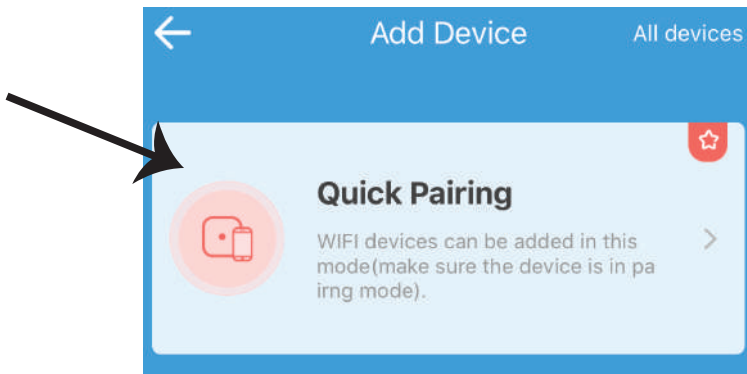 Add Device
All devices
Quick Pairing
WIFI devices can be added in this
mode(make sure the device is in pa
irng mode).